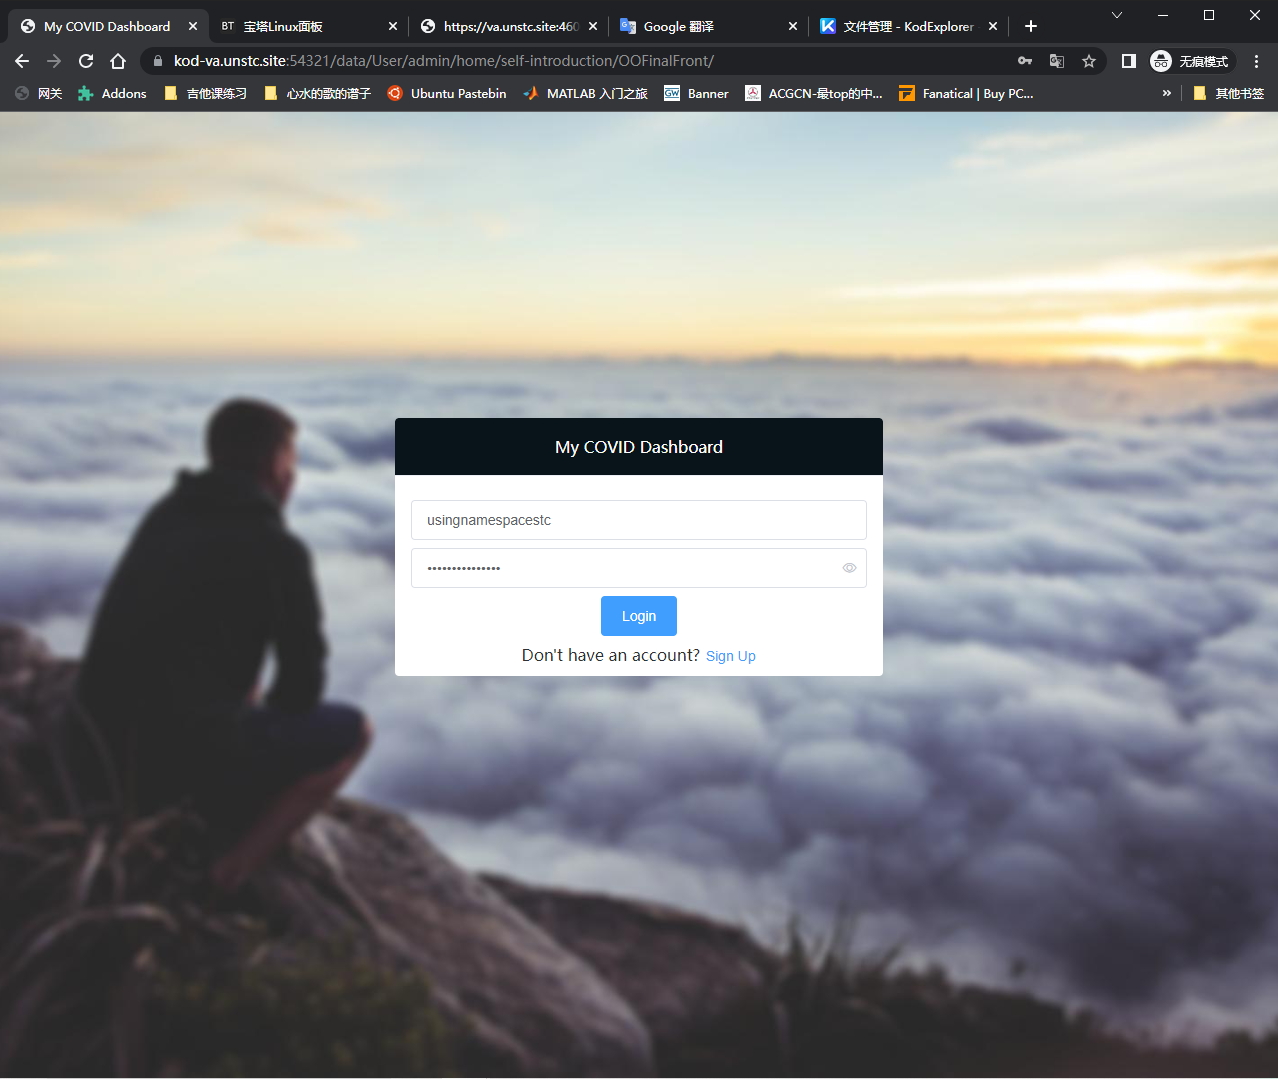 My COVID Dashboard
BT 宝塔Linux面板
https://va.unstc.site:460
Google 翻译
文件管理 - KodExplorer
kod-va.unstc.site:54321/data/User/admin/home/self-introduction/OOFinalFront/
无痕模式
网关
Addons
吉他课练习
心水的歌的谱子
Ubuntu Pastebin
MATLAB 入门之旅
GW Banner
ACGCN-最top的中...
Fanatical | Buy PC...
»
其他书签
My COVID Dashboard
usingnamespacestc
•••••••••••••••
Login
Don't have an account? Sign Up